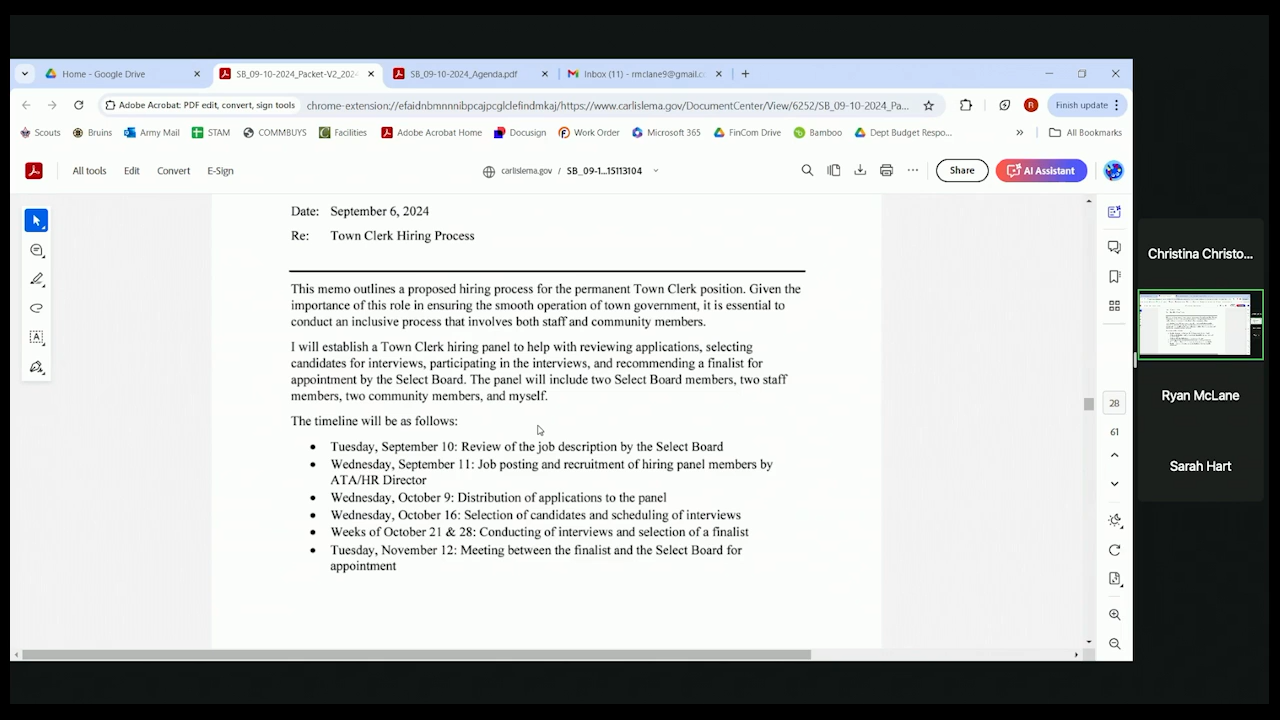 Home - Google Drive
SB_09-10-2024_Packet-V2_2024
SB_09-10-2024_Agenda.pdf
Inbox (11) - rmclane9@gmail.c
Adobe Acrobat: PDF edit, convert, sign tools
chrome-extension://efaidnbmnnnibpcajpcglclefindmkaj/https://www.carlislema.gov/DocumentCenter/View/6252/SB_09-10-2024_Pa...
R
Finish update
Scouts
Bruins
Army Mail
STAM
COMMBUYS
Facilities
Adobe Acrobat Home
Docusign
Work Order
Microsoft 365
FinCom Drive
Bamboo
Dept Budget Respo...
»
All Bookmarks
All tools
Edit
Convert
E-Sign
carlislema.gov / SB_09-1...15113104
Share
AI Assistant
Date: September 6, 2024
Re: Town Clerk Hiring Process
This memo outlines a proposed hiring process for the permanent Town Clerk position. Given the
importance of this role in ensuring the smooth operation of town government, it is essential to
conduct an inclusive process that involves both staff and community members.
I will establish a Town Clerk hiring panel to help with reviewing applications, selecting
candidates for interviews, participating in the interviews, and recommending a finalist for
appointment by the Select Board. The panel will include two Select Board members, two staff
members, two community members, and myself.
The timeline will be as follows:
• Tuesday, September 10: Review of the job description by the Select Board
• Wednesday, September 11: Job posting and recruitment of hiring panel members by
ATA/HR Director
• Wednesday, October 9: Distribution of applications to the panel
• Wednesday, October 16: Selection of candidates and scheduling of interviews
• Weeks of October 21 & 28: Conducting of interviews and selection of a finalist
• Tuesday, November 12: Meeting between the finalist and the Select Board for
appointment
28
61
Christina Christo...
Ryan McLane
Sarah Hart